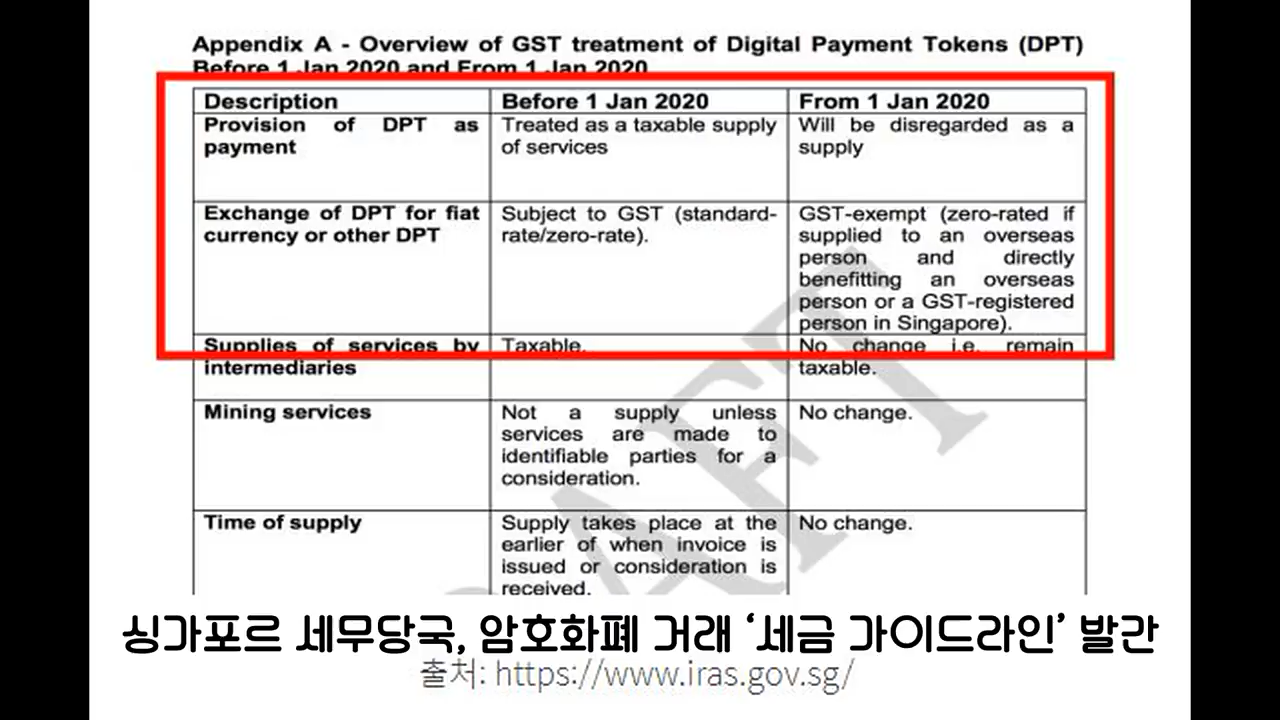 Appendix A - Overview of GST treatment of Digital Payment Tokens (DPT)
Before 1 Jan 2020 and From 1 Jan 2020
Description Before 1 Jan 2020 From 1 Jan 2020
Provision of DPT as
payment
Treated as a taxable supply
of services
Will be disregarded as a
supply
Exchange of DPT for fiat
currency or other DPT
Subject to GST (standard-
rate/zero-rate).
GST-exempt (zero-rated if
supplied to an overseas
person and directly
benefitting an overseas
person or a GST-registered
person in Singapore).
Supplies of services by
intermediaries
Taxable.
No change i.e. remain
taxable.
Mining services
Not a supply unless
services are made to
identifiable parties for a
consideration.
No change.
Time of supply
Supply takes place at the
earlier of when invoice is
issued or consideration is
received.
No change.
DRAFT
싱가포르 세무당국, 암호화폐 거래 ‘세금 가이드라인’ 발간
출처: https://www.iras.gov.sg/